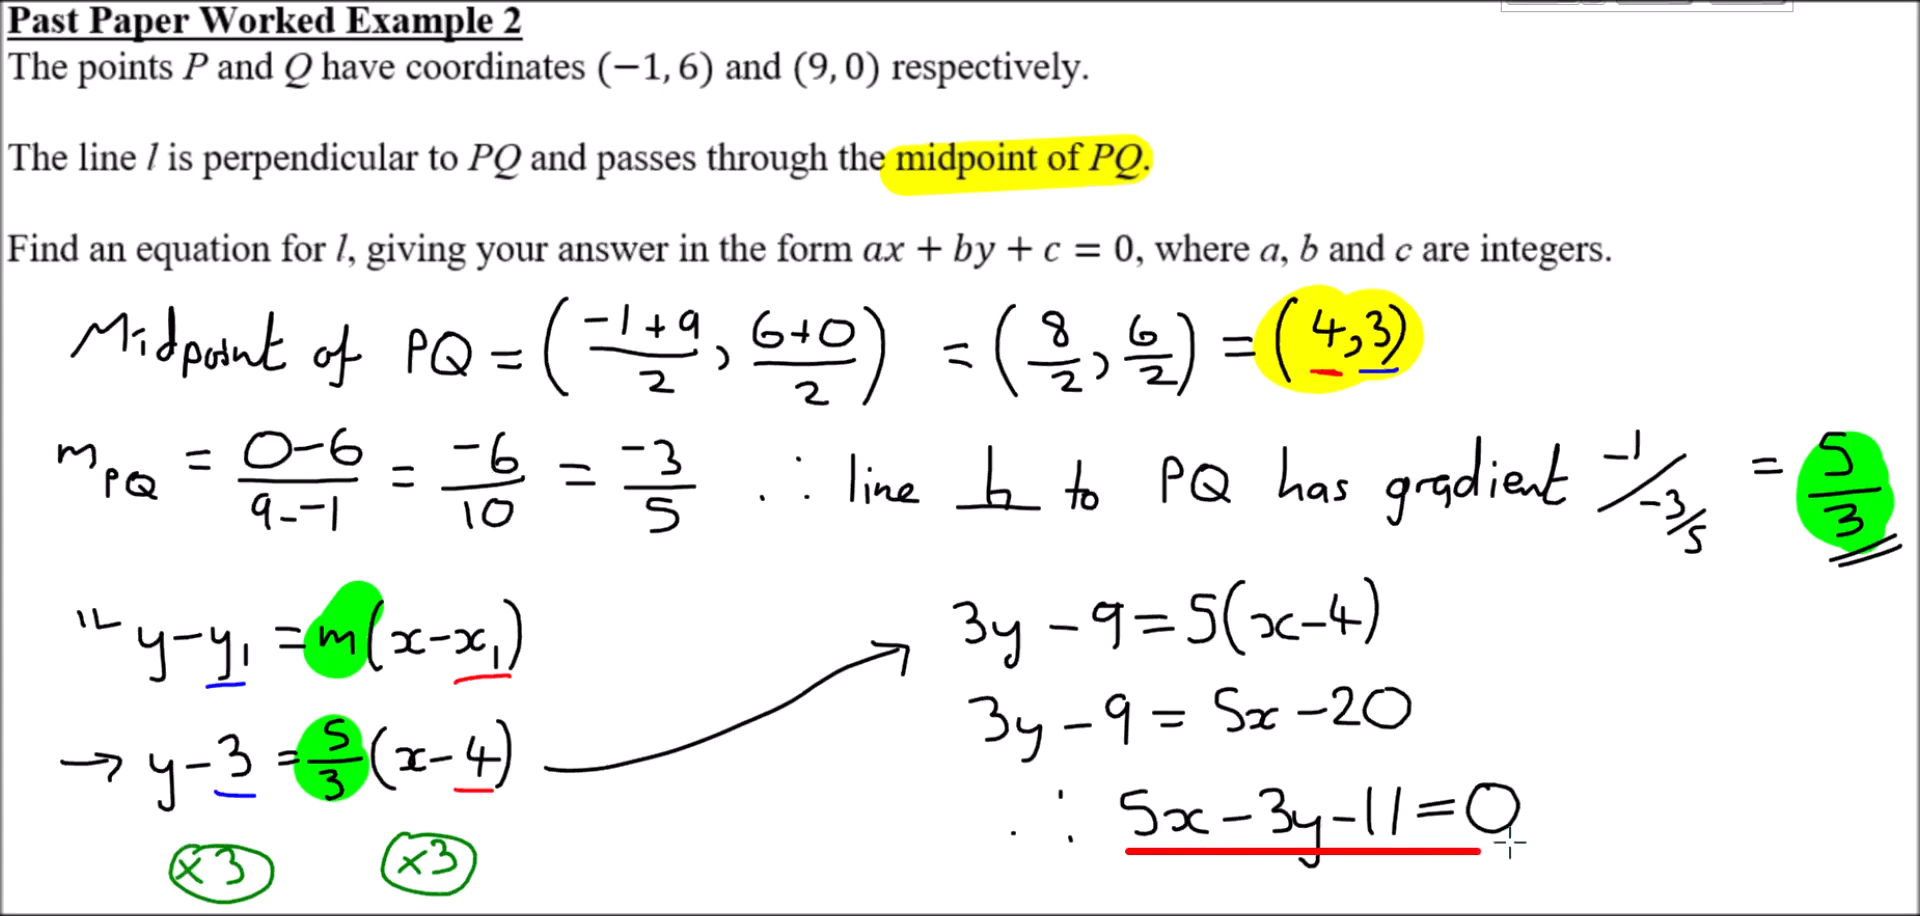 Past Paper Worked Example 2
The points P and Q have coordinates (−1, 6) and (9, 0) respectively.
The line l is perpendicular to PQ and passes through the midpoint of PQ.
Find an equation for l, giving your answer in the form ax + by + c = 0, where a, b and c are integers.
Midpoint of PQ = ((-1+9)/2, (6+0)/2) = (8/2, 6/2) = (4,3)
m_PQ = (0-6)/(9--1) = -6/10 = -3/5 ∴ line ⊥ to PQ has gradient -1/(-3/5) = 5/3
y-y₁ = m(x-x₁)
→ y-3 = 5/3(x-4)
×3 ×3
3y-9=5(x-4)
3y-9=5x-20
∴ 5x-3y-11=0